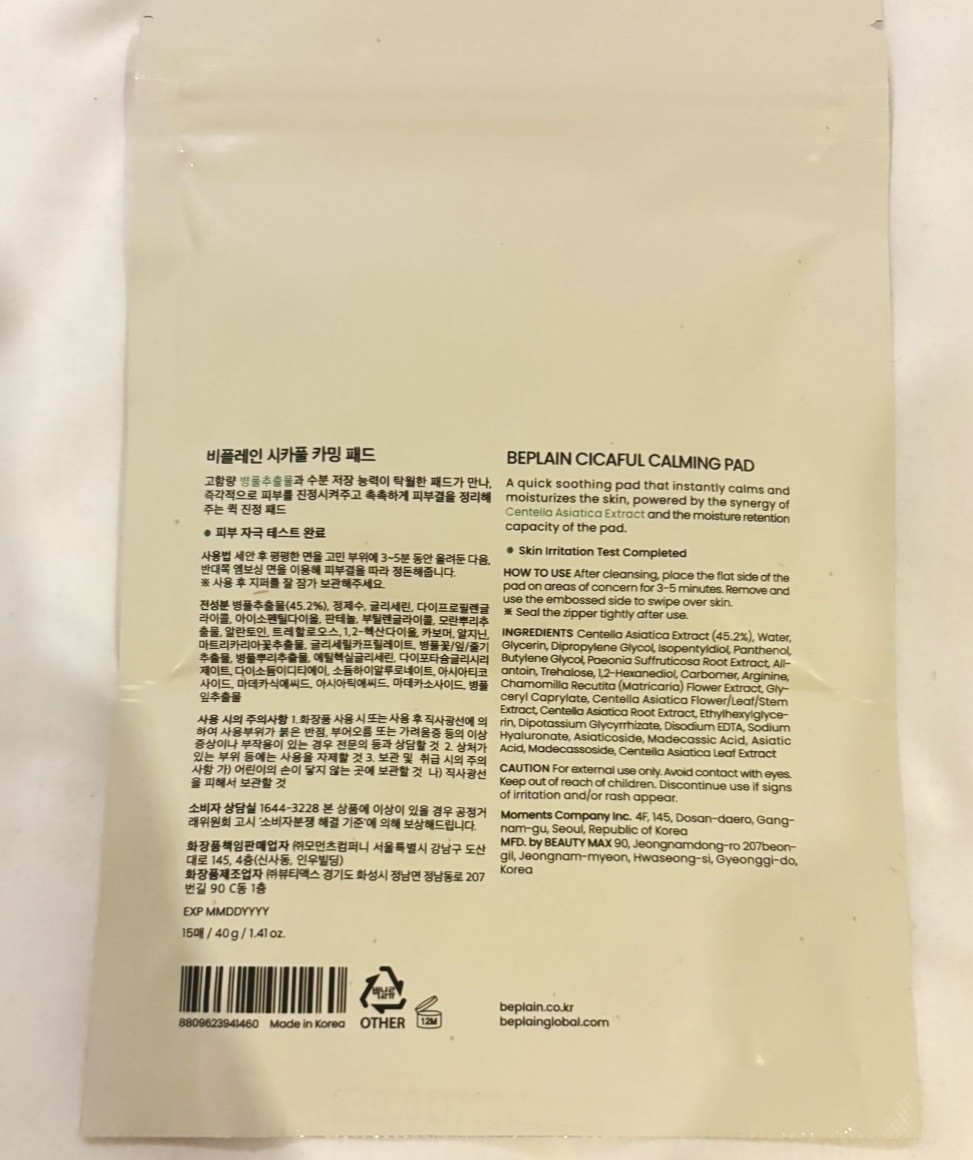 비플레인 시카풀 카밍 패드
고함량 병풀추출물과 수분 저장 능력이 탁월한 패드가 만나,
즉각적으로 피부를 진정시켜주고 촉촉하게 피부결을 정리해
주는 퀵 진정 패드
● 피부 자극 테스트 완료
사용법 세안 후 평평한 면을 고민 부위에 3~5분 동안 올려둔 다음,
반대쪽 엠보싱 면을 이용해 피부결을 따라 정돈해줍니다.
※ 사용 후 지퍼를 잘 잠가 보관해주세요.
전성분 병풀추출물(45.2%), 정제수, 글리세린, 다이프로필렌글
라이콜, 아이소펜틸다이올, 판테놀, 부틸렌글라이콜, 모란뿌리추
출물, 알란토인, 트레할로오스, 1,2-헥산다이올, 카보머, 알지닌,
마트리카리아꽃추출물, 글리세릴카프릴레이트, 병풀꽃/잎/줄기
추출물, 병풀뿌리추출물, 에틸헥실글리세린, 다이포타슘글리시리
제이트, 다이소듐이디티에이, 소듐하이알루로네이트, 아시아티코
사이드, 마데카식애씨드, 아시아틱애씨드, 마데카소사이드, 병풀
잎추출물
사용 시의 주의사항 1. 화장품 사용 시 또는 사용 후 직사광선에 의
하여 사용부위가 붉은 반점, 부어오름 또는 가려움증 등의 이상
증상이나 부작용이 있는 경우 전문의 등과 상담할 것 2. 상처가
있는 부위 등에는 사용을 자제할 것 3. 보관 및 취급 시의 주의
사항 가) 어린이의 손이 닿지 않는 곳에 보관할 것 나) 직사광선
을 피해서 보관할 것
소비자 상담실 1644-3228 본 상품에 이상이 있을 경우 공정거
래위원회 고시 '소비자분쟁 해결 기준'에 의해 보상해드립니다.
화장품책임판매업자 ㈜모먼츠컴퍼니 서울특별시 강남구 도산
대로 145, 4층(신사동, 인우빌딩)
화장품제조업자 ㈜뷰티맥스 경기도 화성시 정남면 정남동로 207
번길 90 C동 1층
EXP MMDDYYYY
15매 / 40 g / 1.41 oz.
8809623941460 Made in Korea
비닐류
OTHER
12M
BEPLAIN CICAFUL CALMING PAD
A quick soothing pad that instantly calms and
moisturizes the skin, powered by the synergy of
Centella Asiatica Extract and the moisture retention
capacity of the pad.
● Skin Irritation Test Completed
HOW TO USE After cleansing, place the flat side of the
pad on areas of concern for 3-5 minutes. Remove and
use the embossed side to swipe over skin.
※ Seal the zipper tightly after use.
INGREDIENTS Centella Asiatica Extract (45.2%), Water,
Glycerin, Dipropylene Glycol, Isopentyldiol, Panthenol,
Butylene Glycol, Paeonia Suffruticosa Root Extract, All-
antoin, Trehalose, 1,2-Hexanediol, Carbomer, Arginine,
Chamomilla Recutita (Matricaria) Flower Extract, Gly-
ceryl Caprylate, Centella Asiatica Flower/Leaf/Stem
Extract, Centella Asiatica Root Extract, Ethylhexylglyce-
rin, Dipotassium Glycyrrhizate, Disodium EDTA, Sodium
Hyaluronate, Asiaticoside, Madecassic Acid, Asiatic
Acid, Madecassoside, Centella Asiatica Leaf Extract
CAUTION For external use only. Avoid contact with eyes.
Keep out of reach of children. Discontinue use if signs
of irritation and/or rash appear.
Moments Company Inc. 4F, 145, Dosan-daero, Gang-
nam-gu, Seoul, Republic of Korea
MFD. by BEAUTY MAX 90, Jeongnamdong-ro 207beon-
gil, Jeongnam-myeon, Hwaseong-si, Gyeonggi-do,
Korea
beplain.co.kr
beplainglobal.com